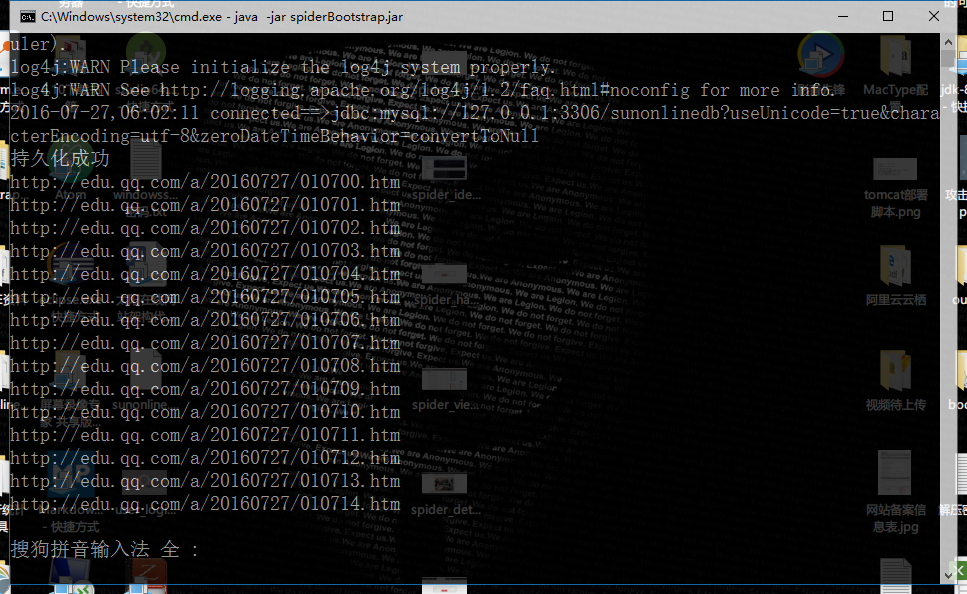 C:\Windows\system32\cmd.exe - java -jar spiderBootstrap.jar
uler).
log4j:WARN Please initialize the log4j system properly.
log4j:WARN See http://logging.apache.org/log4j/1.2/faq.html#noconfig for more info.
2016-07-27,06:02:11 connected==>jdbc:mysql://127.0.0.1:3306/sunonlinedb?useUnicode=true&chara
cterEncoding=utf-8&zeroDateTimeBehavior=convertToNull
持久化成功
http://edu.qq.com/a/20160727/010700.htm
http://edu.qq.com/a/20160727/010701.htm
http://edu.qq.com/a/20160727/010702.htm
http://edu.qq.com/a/20160727/010703.htm
http://edu.qq.com/a/20160727/010704.htm
http://edu.qq.com/a/20160727/010705.htm
http://edu.qq.com/a/20160727/010706.htm
http://edu.qq.com/a/20160727/010707.htm
http://edu.qq.com/a/20160727/010708.htm
http://edu.qq.com/a/20160727/010709.htm
http://edu.qq.com/a/20160727/010710.htm
http://edu.qq.com/a/20160727/010711.htm
http://edu.qq.com/a/20160727/010712.htm
http://edu.qq.com/a/20160727/010713.htm
http://edu.qq.com/a/20160727/010714.htm
搜狗拼音输入法 全 :
MacType配
tomcat部署
脚本.png
阿里云云栖
视频待上传
网站备案信
息表.jpg
Atom
windowss...
spider_ide...
spider_ha...
sunonline
spider_vie...
Markdow...
- 快捷方式
user_log...
spider_det...